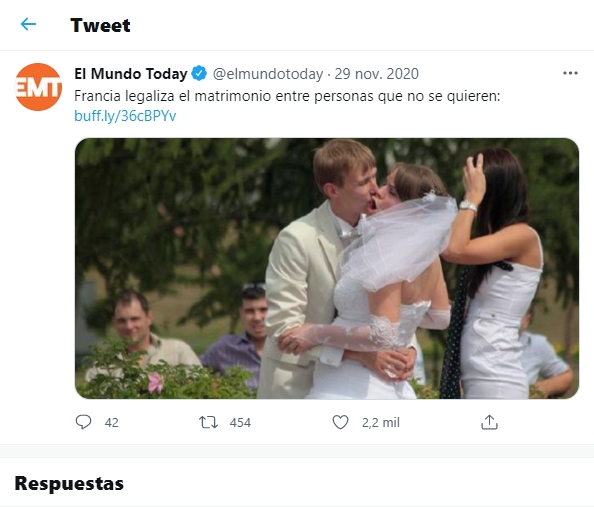 Tweet
EMT
El Mundo Today @elmundotoday · 29 nov. 2020
Francia legaliza el matrimonio entre personas que no se quieren:
buff.ly/36cBPYv
42 454 2,2 mil
Respuestas